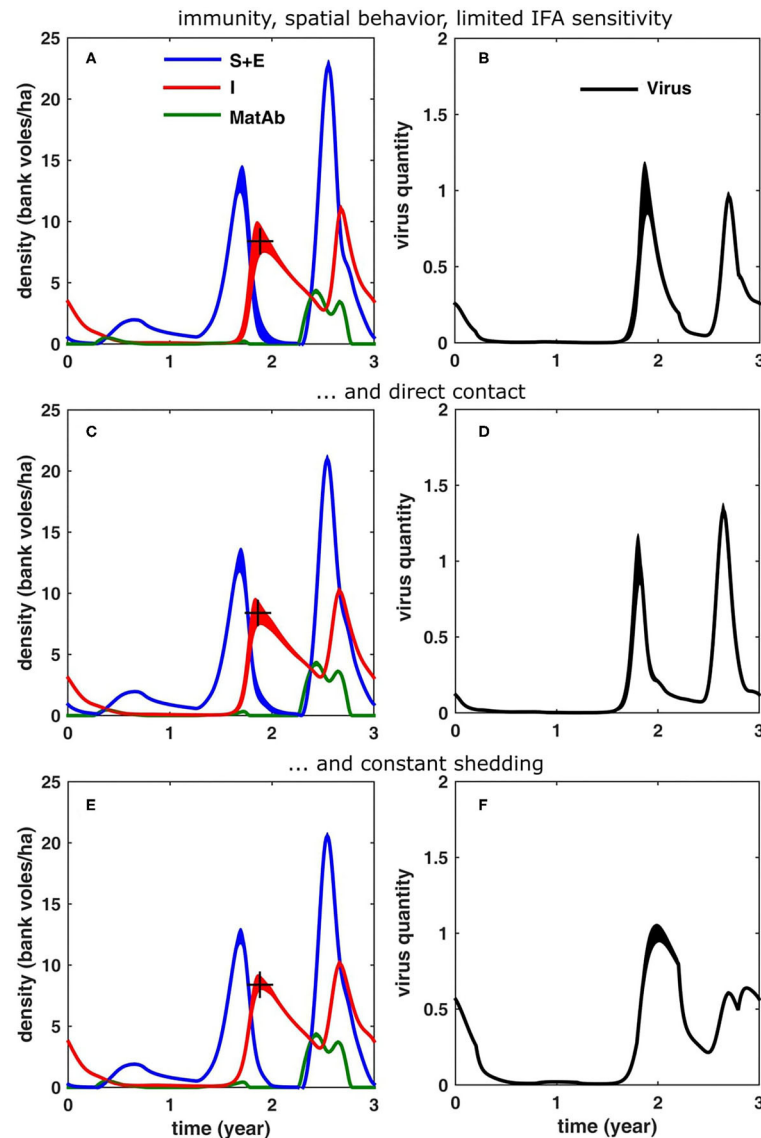 immunity, spatial behavior, limited IFA sensitivity
A
S+E
I
MatAb
density (bank voles/ha)
25
20
15
10
5
0
0 1 2 3
B
Virus
virus quantity
2
1.5
1
0.5
0
0 1 2 3
... and direct contact
C
density (bank voles/ha)
25
20
15
10
5
0
0 1 2 3
D
virus quantity
2
1.5
1
0.5
0
0 1 2 3
... and constant shedding
E
density (bank voles/ha)
25
20
15
10
5
0
0 1 2 3
time (year)
F
virus quantity
2
1.5
1
0.5
0
0 1 2 3
time (year)